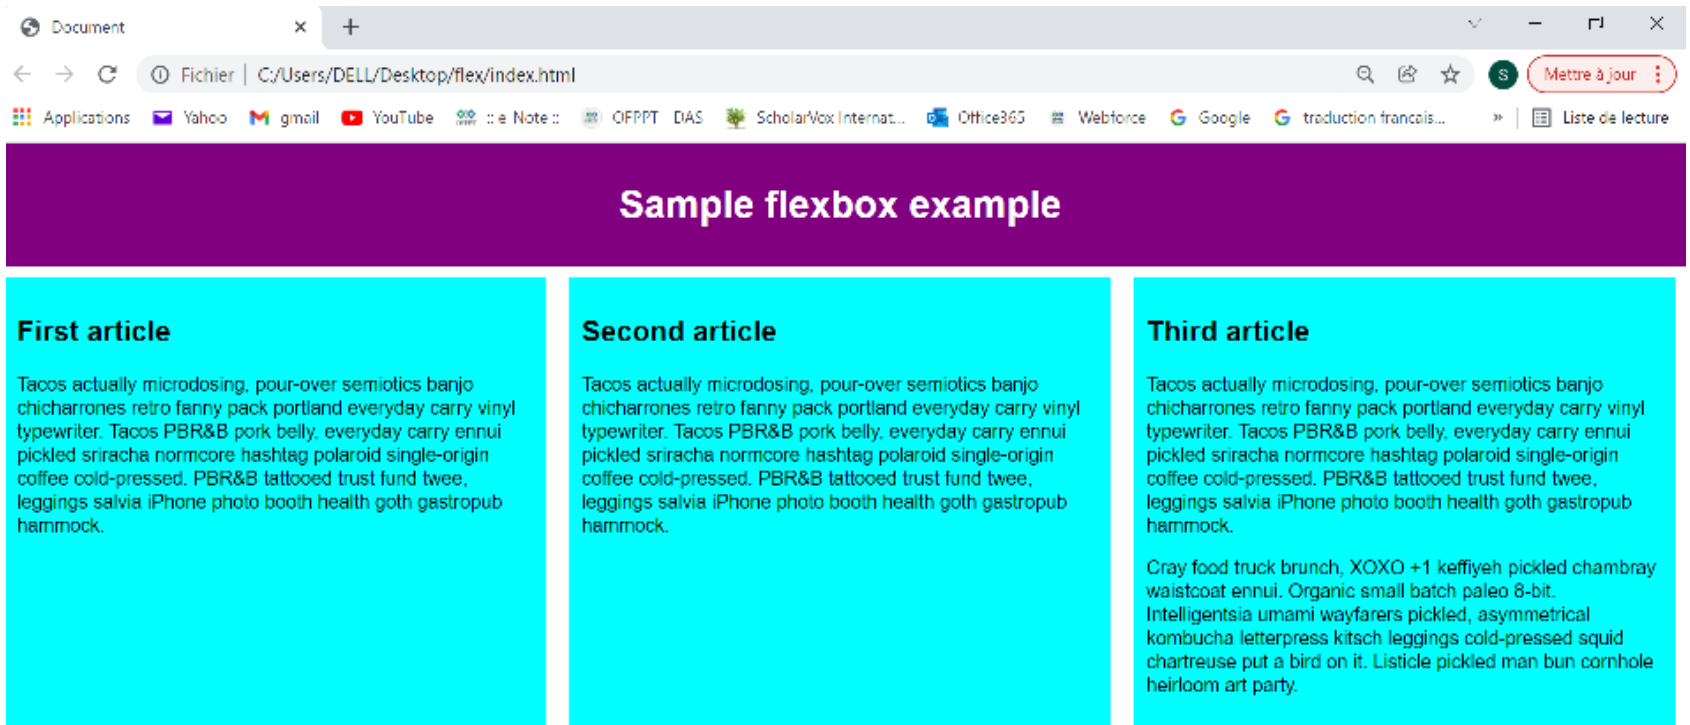 Document
Fichier | C:/Users/DELL/Desktop/flex/index.html
S
Mettre à jour
Applications Yahoo gmail YouTube :: e Note :: OFPPT DAS ScholarVox Internat... Office365 Webforce Google traduction francais... » Liste de lecture
Sample flexbox example
First article
Tacos actually microdosing, pour-over semiotics banjo
chicharrones retro fanny pack portland everyday carry vinyl
typewriter. Tacos PBR&B pork belly, everyday carry ennui
pickled sriracha normcore hashtag polaroid single-origin
coffee cold-pressed. PBR&B tattooed trust fund twee,
leggings salvia iPhone photo booth health goth gastropub
hammock.
Second article
Tacos actually microdosing, pour-over semiotics banjo
chicharrones retro fanny pack portland everyday carry vinyl
typewriter. Tacos PBR&B pork belly, everyday carry ennui
pickled sriracha normcore hashtag polaroid single-origin
coffee cold-pressed. PBR&B tattooed trust fund twee,
leggings salvia iPhone photo booth health goth gastropub
hammock.
Third article
Tacos actually microdosing, pour-over semiotics banjo
chicharrones retro fanny pack portland everyday carry vinyl
typewriter. Tacos PBR&B pork belly, everyday carry ennui
pickled sriracha normcore hashtag polaroid single-origin
coffee cold-pressed. PBR&B tattooed trust fund twee,
leggings salvia iPhone photo booth health goth gastropub
hammock.
Cray food truck brunch, XOXO +1 keffiyeh pickled chambray
waistcoat ennui. Organic small batch paleo 8-bit.
Intelligentsia umami wayfarers pickled, asymmetrical
kombucha letterpress kitsch leggings cold-pressed squid
chartreuse put a bird on it. Listicle pickled man bun cornhole
heirloom art party.